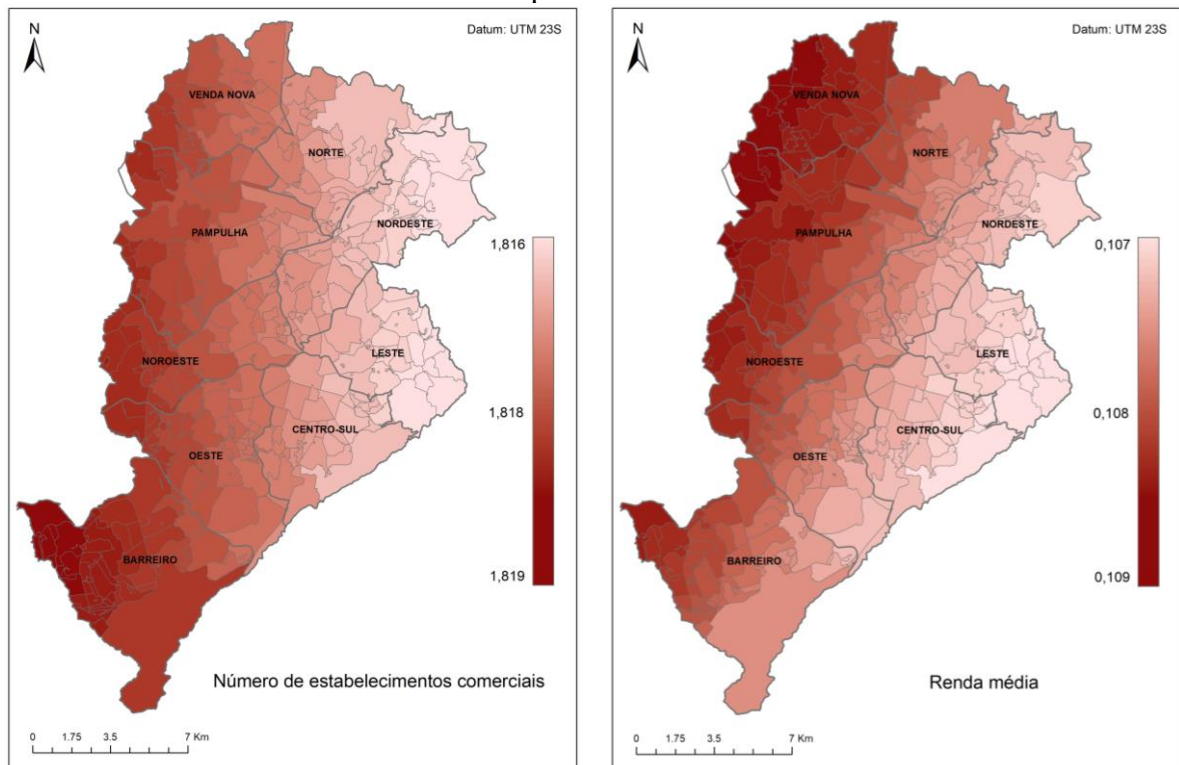 N
Datum: UTM 23S
VENDA NOVA
NORTE
NORDESTE
PAMPULHA
1,816
NOROESTE
LESTE
1,818
CENTRO-SUL
OESTE
BARREIRO
1,819
Número de estabelecimentos comerciais
0 1.75 3.5 7 Km
N
Datum: UTM 23S
VENDA NOVA
NORTE
NORDESTE
PAMPULHA
0,107
NOROESTE
LESTE
0,108
CENTRO-SUL
OESTE
BARREIRO
0,109
Renda média
0 1.75 3.5 7 Km